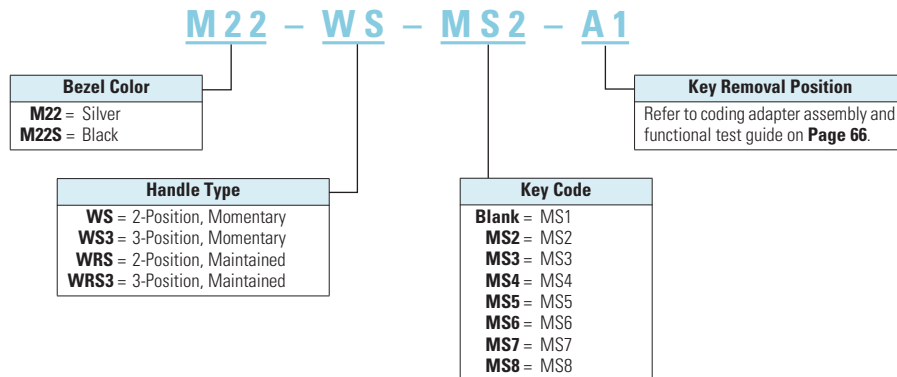 M22 – WS – MS2 – A1
Bezel Color
M22 = Silver
M22S = Black
Key Removal Position
Refer to coding adapter assembly and
functional test guide on Page 66.
Handle Type
WS = 2-Position, Momentary
WS3 = 3-Position, Momentary
WRS = 2-Position, Maintained
WRS3 = 3-Position, Maintained
Key Code
Blank = MS1
MS2 = MS2
MS3 = MS3
MS4 = MS4
MS5 = MS5
MS6 = MS6
MS7 = MS7
MS8 = MS8